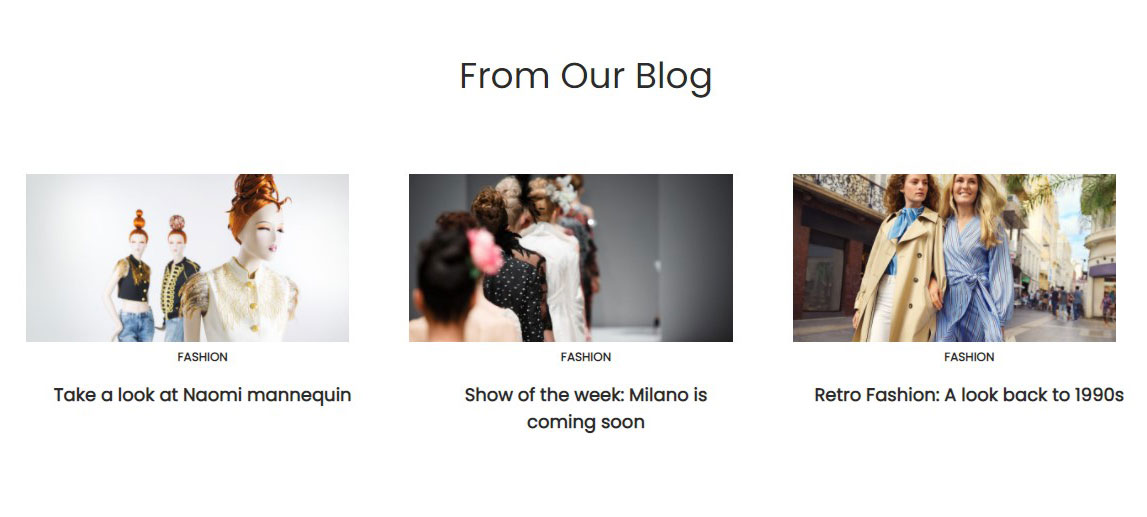 From Our Blog
FASHION
Take a look at Naomi mannequin
FASHION
Show of the week: Milano is
coming soon
FASHION
Retro Fashion: A look back to 1990s